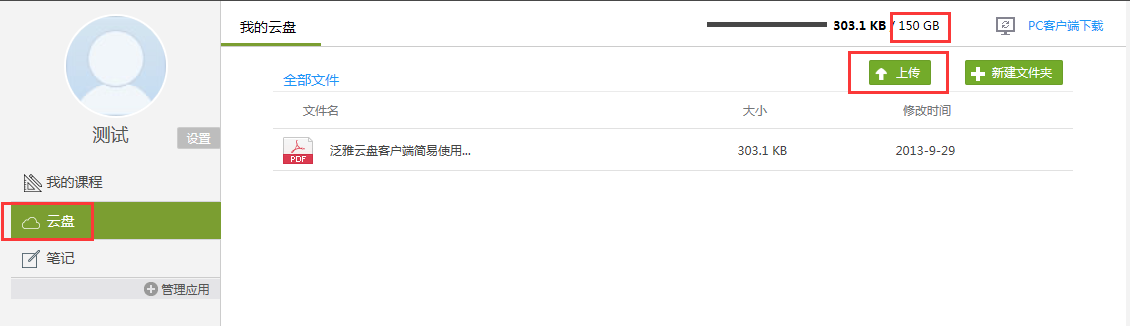 我的云盘
303.1 KB / 150 GB
PC客户端下载
测试
设置
全部文件
上传
新建文件夹
文件名 大小 修改时间
PDF 泛雅云盘客户端简易使用... 303.1 KB 2013-9-29
我的课程
云盘
笔记
管理应用